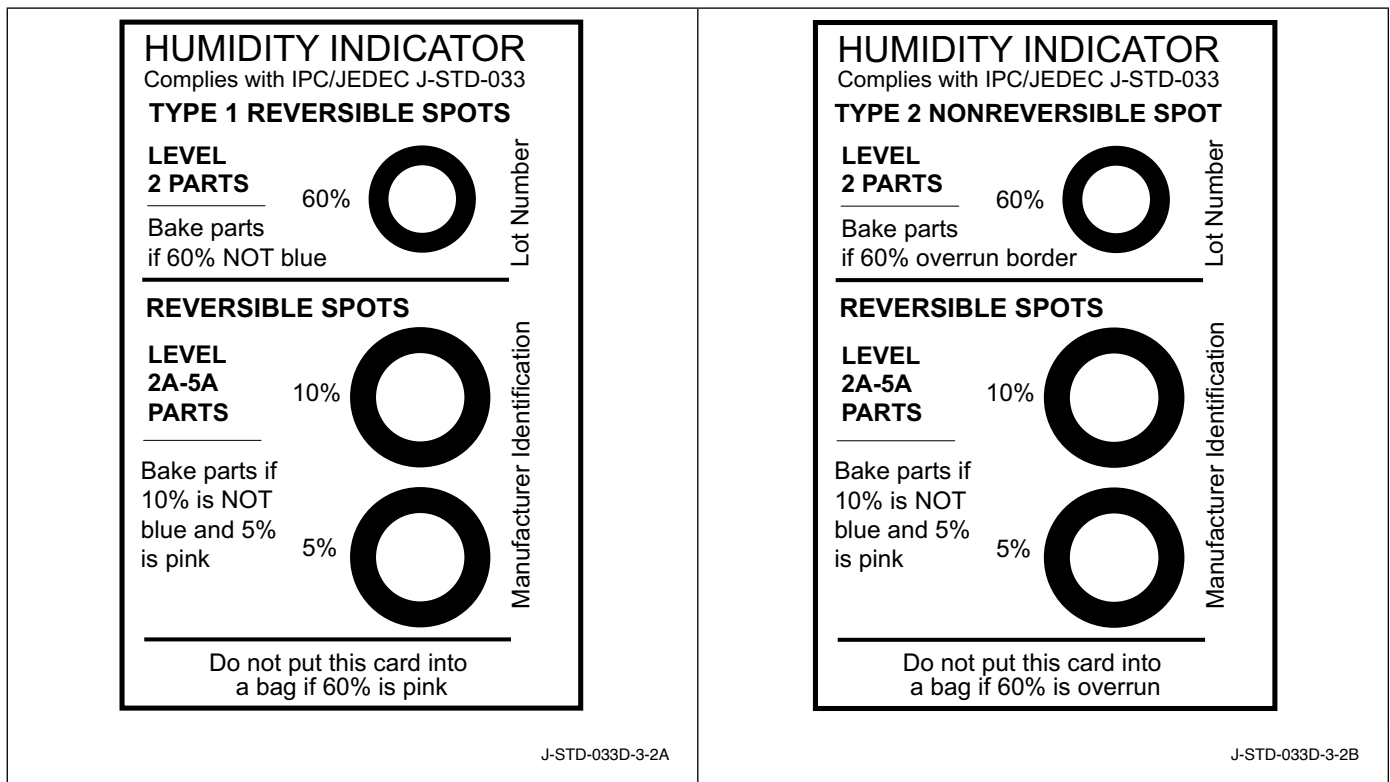 HUMIDITY INDICATOR
Complies with IPC/JEDEC J-STD-033
TYPE 1 REVERSIBLE SPOTS
LEVEL
2 PARTS
60%
Bake parts
if 60% NOT blue
Lot Number
REVERSIBLE SPOTS
LEVEL
2A-5A
PARTS
10%
Bake parts if
10% is NOT
blue and 5%
is pink
5%
Manufacturer Identification
Do not put this card into
a bag if 60% is pink
J-STD-033D-3-2A
HUMIDITY INDICATOR
Complies with IPC/JEDEC J-STD-033
TYPE 2 NONREVERSIBLE SPOT
LEVEL
2 PARTS
60%
Bake parts
if 60% overrun border
Lot Number
REVERSIBLE SPOTS
LEVEL
2A-5A
PARTS
10%
Bake parts if
10% is NOT
blue and 5%
is pink
5%
Manufacturer Identification
Do not put this card into
a bag if 60% is overrun
J-STD-033D-3-2B